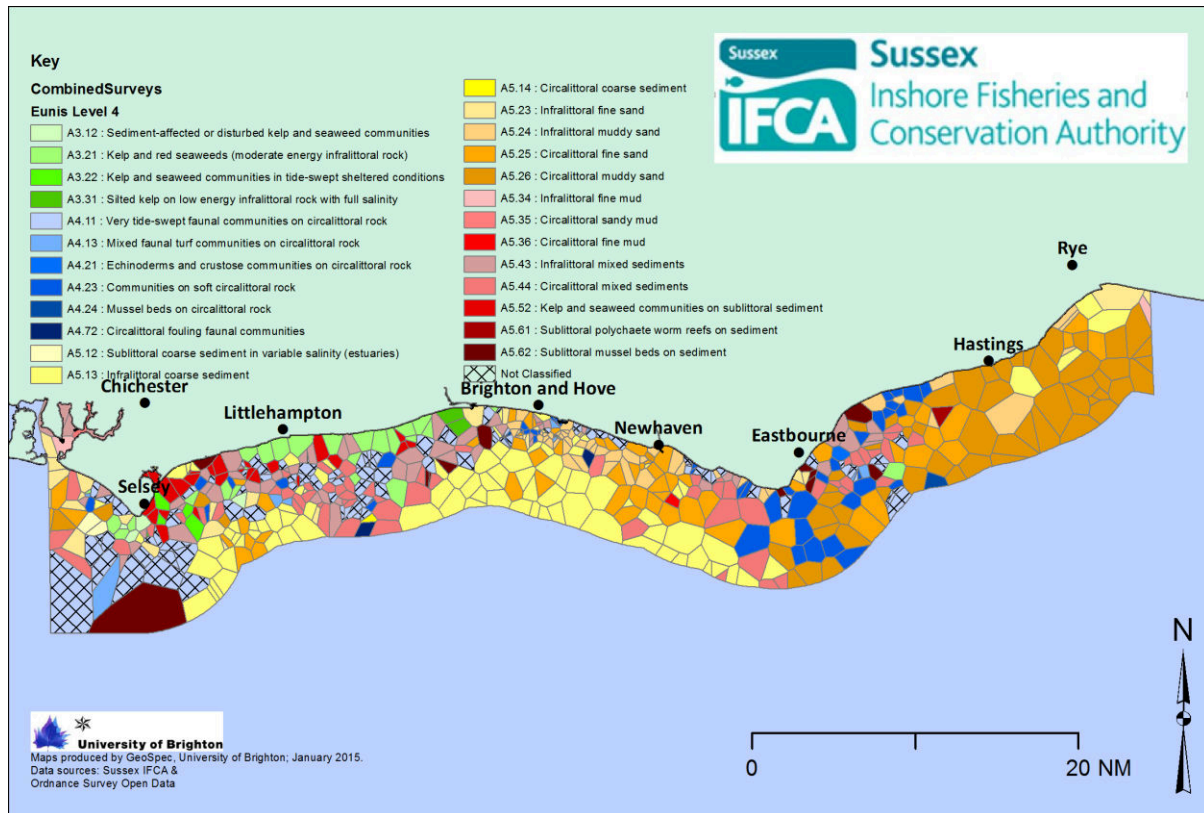 Key
CombinedSurveys
Eunis Level 4
A3.12 : Sediment-affected or disturbed kelp and seaweed communities
A3.21 : Kelp and red seaweeds (moderate energy infralittoral rock)
A3.22 : Kelp and seaweed communities in tide-swept sheltered conditions
A3.31 : Silted kelp on low energy infralittoral rock with full salinity
A4.11 : Very tide-swept faunal communities on circalittoral rock
A4.13 : Mixed faunal turf communities on circalittoral rock
A4.21 : Echinoderms and crustose communities on circalittoral rock
A4.23 : Communities on soft circalittoral rock
A4.24 : Mussel beds on circalittoral rock
A4.72 : Circalittoral fouling faunal communities
A5.12 : Sublittoral coarse sediment in variable salinity (estuaries)
A5.13 : Infralittoral coarse sediment
A5.14 : Circalittoral coarse sediment
A5.23 : Infralittoral fine sand
A5.24 : Infralittoral muddy sand
A5.25 : Circalittoral fine sand
A5.26 : Circalittoral muddy sand
A5.34 : Infralittoral fine mud
A5.35 : Circalittoral sandy mud
A5.36 : Circalittoral fine mud
A5.43 : Infralittoral mixed sediments
A5.44 : Circalittoral mixed sediments
A5.52 : Kelp and seaweed communities on sublittoral sediment
A5.61 : Sublittoral polychaete worm reefs on sediment
A5.62 : Sublittoral mussel beds on sediment
Not Classified
Sussex
IFCA
Sussex
Inshore Fisheries and
Conservation Authority
Rye
Hastings
Chichester
Brighton and Hove
Littlehampton
Newhaven
Eastbourne
Selsey
N
University of Brighton
Maps produced by GeoSpec, University of Brighton; January 2015.
Data sources: Sussex IFCA &
Ordnance Survey Open Data
0
20 NM